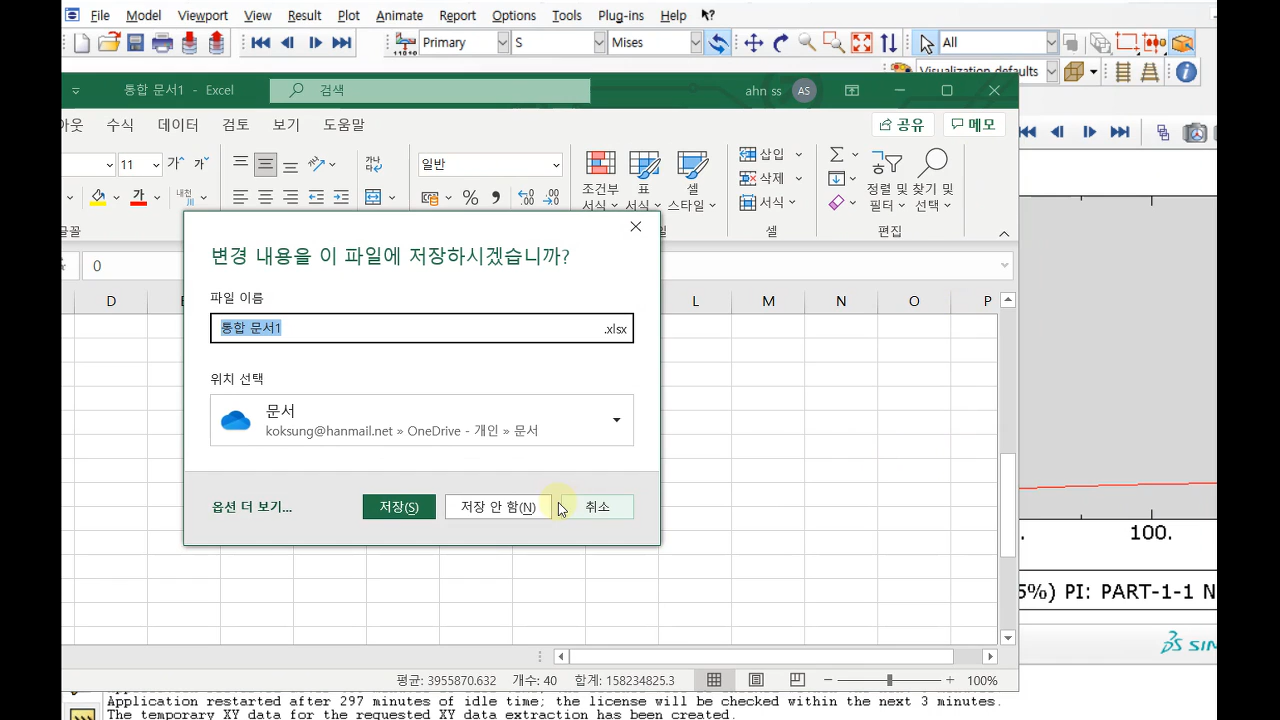 File Model Viewport View Result Plot Animate Report Options Tools Plug-ins Help
Primary S Mises All
Visualization defaults
통합 문서1 - Excel 검색 ahn ss AS
아웃 수식 데이터 검토 보기 도움말 공유 메모
11 가 가 가나다 일반 삽입
조건부 서식 표 서식 셀 스타일 삭제 정렬 및 필터 찾기 및 선택
가 내천 % 서식
글꼴 셀 편집
0
D L M N O P
변경 내용을 이 파일에 저장하시겠습니까?
파일 이름
통합 문서1 .xlsx
위치 선택
문서
koksung@hanmail.net » OneDrive - 개인 » 문서
옵션 더 보기... 저장(S) 저장 안 함(N) 취소
100.
5%) PI: PART-1-1 N
평균: 3955870.632 개수: 40 합계: 158234825.3 100%
Application restarted after 297 minutes of idle time; the license will be checked within the next 3 minutes.
The temporary XY data for the requested XY data extraction has been created.